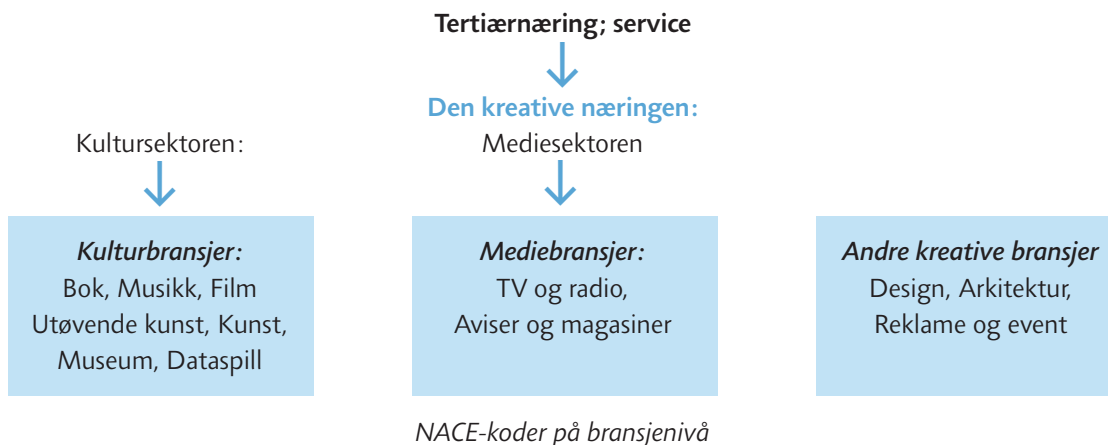 Tertiærnæring; service
Den kreative næringen:
Kultursektoren:
Mediesektoren
Kulturbransjer:
Bok, Musikk, Film
Utøvende kunst, Kunst,
Museum, Dataspill
Mediebransjer:
TV og radio,
Aviser og magasiner
Andre kreative bransjer
Design, Arkitektur,
Reklame og event
NACE-koder på bransjenivå